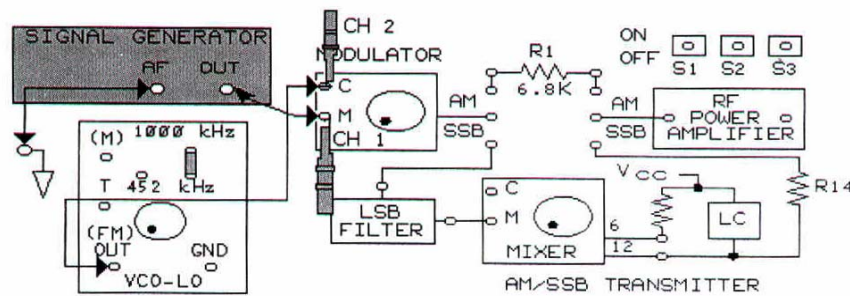 CH 2
SIGNAL GENERATOR
AF
OUT
MODULATOR
C
M
CH 1
AM
SSB
R1
6.8K
ON
OFF
S1
S2
S3
AM
SSB
RF
POWER
AMPLIFIER
1000 kHz
(M)
T
452 kHz
(FM)
OUT
GND
VCO-LO
LSB
FILTER
C
M
MIXER
6
12
VCC
LC
R14
AM/SSB TRANSMITTER